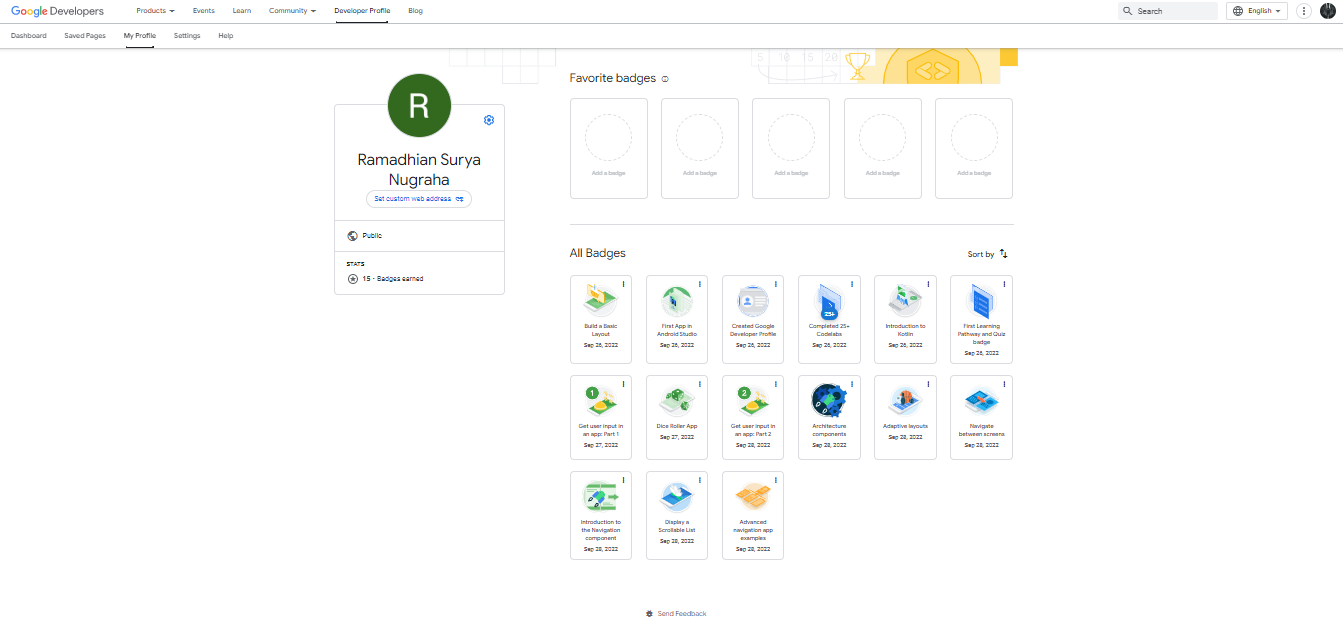 Google Developers
Products
Events
Learn
Community
Developer Profile
Blog
Search
English
Dashboard
Saved Pages
My Profile
Settings
Help
5 10 15 20
R
Ramadhian Surya
Nugraha
Set custom web address
Public
STATS
15 · Badges earned
Favorite badges
Add a badge
Add a badge
Add a badge
Add a badge
Add a badge
All Badges
Sort by
Build a Basic
Layout
Sep 26, 2022
First App in
Android Studio
Sep 26, 2022
Created Google
Developer Profile
Sep 26, 2022
25+
Completed 25+
Codelabs
Sep 26, 2022
Introduction to
Kotlin
Sep 26, 2022
First Learning
Pathway and Quiz
badge
Sep 26, 2022
1
Get user input in
an app: Part 1
Sep 27, 2022
Dice Roller App
Sep 27, 2022
2
Get user input in
an app: Part 2
Sep 28, 2022
Architecture
components
Sep 28, 2022
Adaptive layouts
Sep 28, 2022
Navigate
between screens
Sep 28, 2022
Introduction to
the Navigation
component
Sep 28, 2022
Display a
Scrollable List
Sep 28, 2022
Advanced
navigation app
examples
Sep 28, 2022
Send Feedback